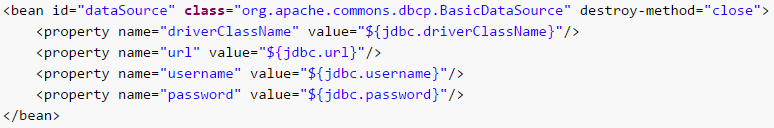 <bean id="dataSource" class="org.apache.commons.dbcp.BasicDataSource" destroy-method="close">
    <property name="driverClassName" value="${jdbc.driverClassName}"/>
    <property name="url" value="${jdbc.url}"/>
    <property name="username" value="${jdbc.username}"/>
    <property name="password" value="${jdbc.password}"/>
</bean>